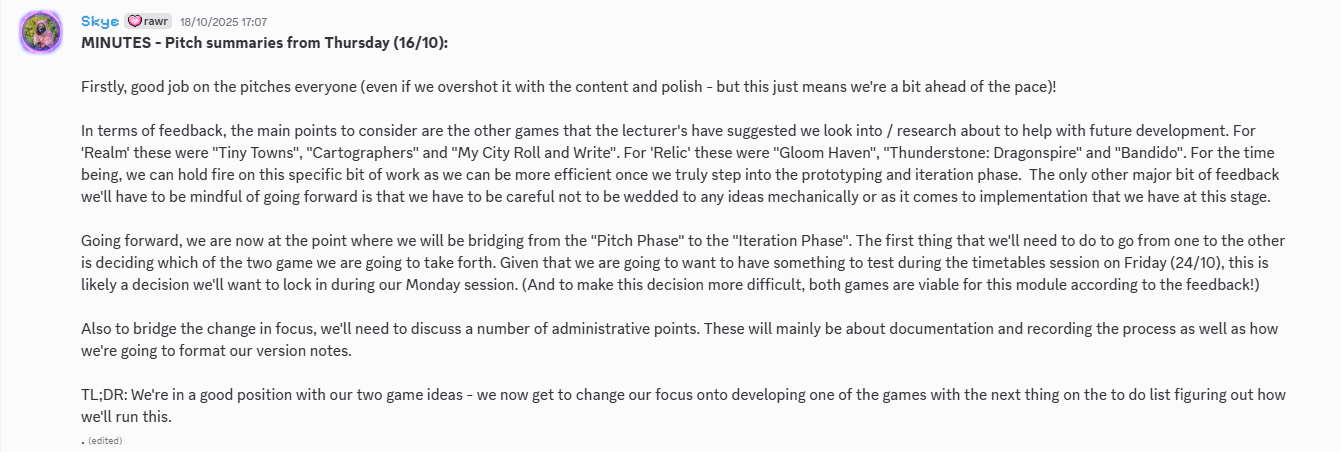 Skye rawr 18/10/2025 17:07
MINUTES - Pitch summaries from Thursday (16/10):
Firstly, good job on the pitches everyone (even if we overshot it with the content and polish - but this just means we're a bit ahead of the pace)!
In terms of feedback, the main points to consider are the other games that the lecturer's have suggested we look into / research about to help with future development. For
'Realm' these were "Tiny Towns", "Cartographers" and "My City Roll and Write". For 'Relic' these were "Gloom Haven", "Thunderstone: Dragonspire" and "Bandido". For the time
being, we can hold fire on this specific bit of work as we can be more efficient once we truly step into the prototyping and iteration phase.  The only other major bit of feedback
we'll have to be mindful of going forward is that we have to be careful not to be wedded to any ideas mechanically or as it comes to implementation that we have at this stage.
Going forward, we are now at the point where we will be bridging from the "Pitch Phase" to the "Iteration Phase". The first thing that we'll need to do to go from one to the other
is deciding which of the two game we are going to take forth. Given that we are going to want to have something to test during the timetables session on Friday (24/10), this is
likely a decision we'll want to lock in during our Monday session. (And to make this decision more difficult, both games are viable for this module according to the feedback!)
Also to bridge the change in focus, we'll need to discuss a number of administrative points. These will mainly be about documentation and recording the process as well as how
we're going to format our version notes.
TL;DR: We're in a good position with our two game ideas - we now get to change our focus onto developing one of the games with the next thing on the to do list figuring out how
we'll run this.
. (edited)